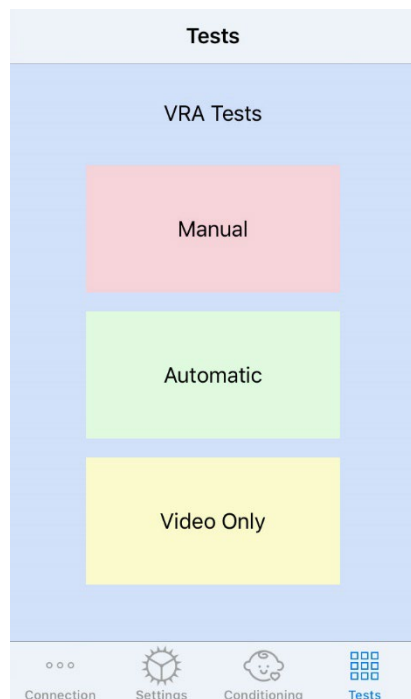 Tests
VRA Tests
Manual
Automatic
Video Only
Connection Settings Conditioning Tests